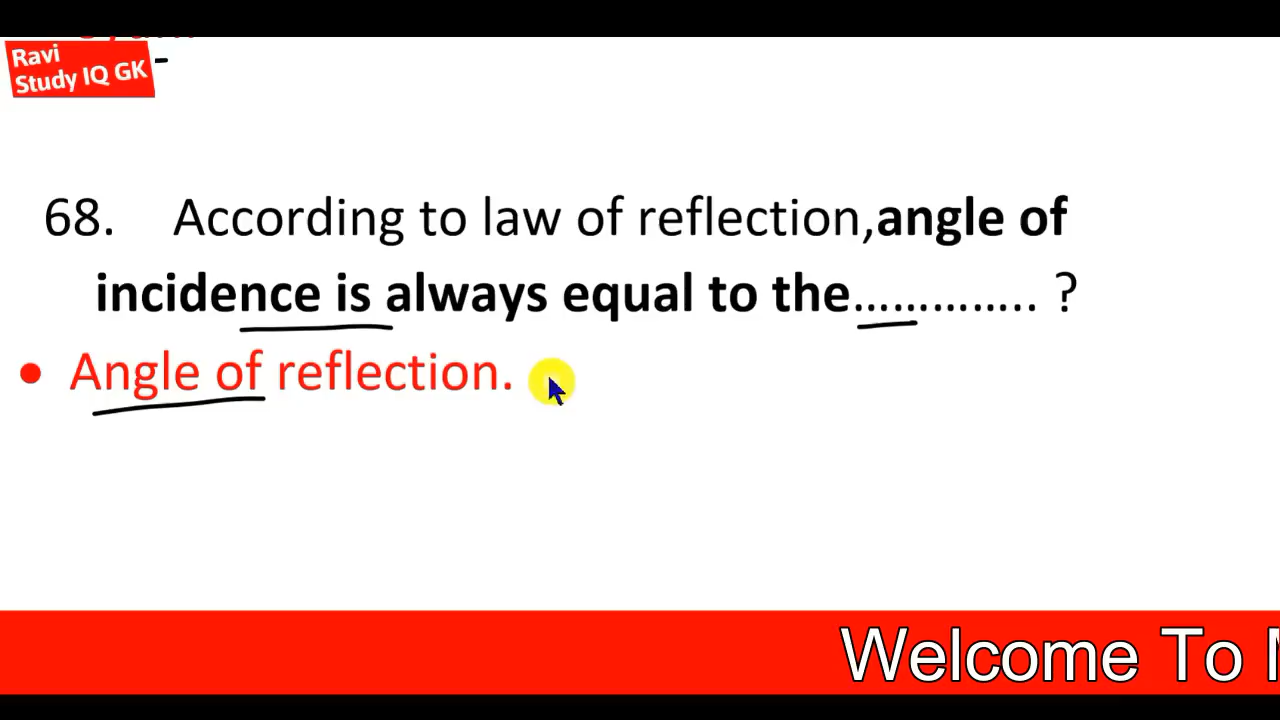 Ravi
Study IQ GK
68. According to law of reflection,angle of
incidence is always equal to the………….. ?
• Angle of reflection.
Welcome To